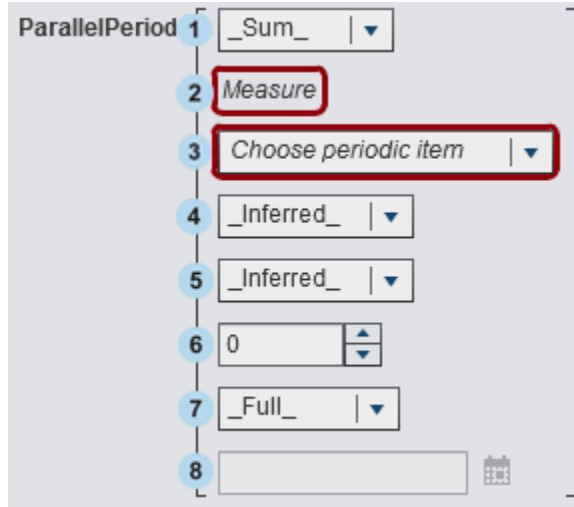 ParallelPeriod 1 _Sum_
2 Measure
3 Choose periodic item
4 _Inferred_
5 _Inferred_
6 0
7 _Full_
8